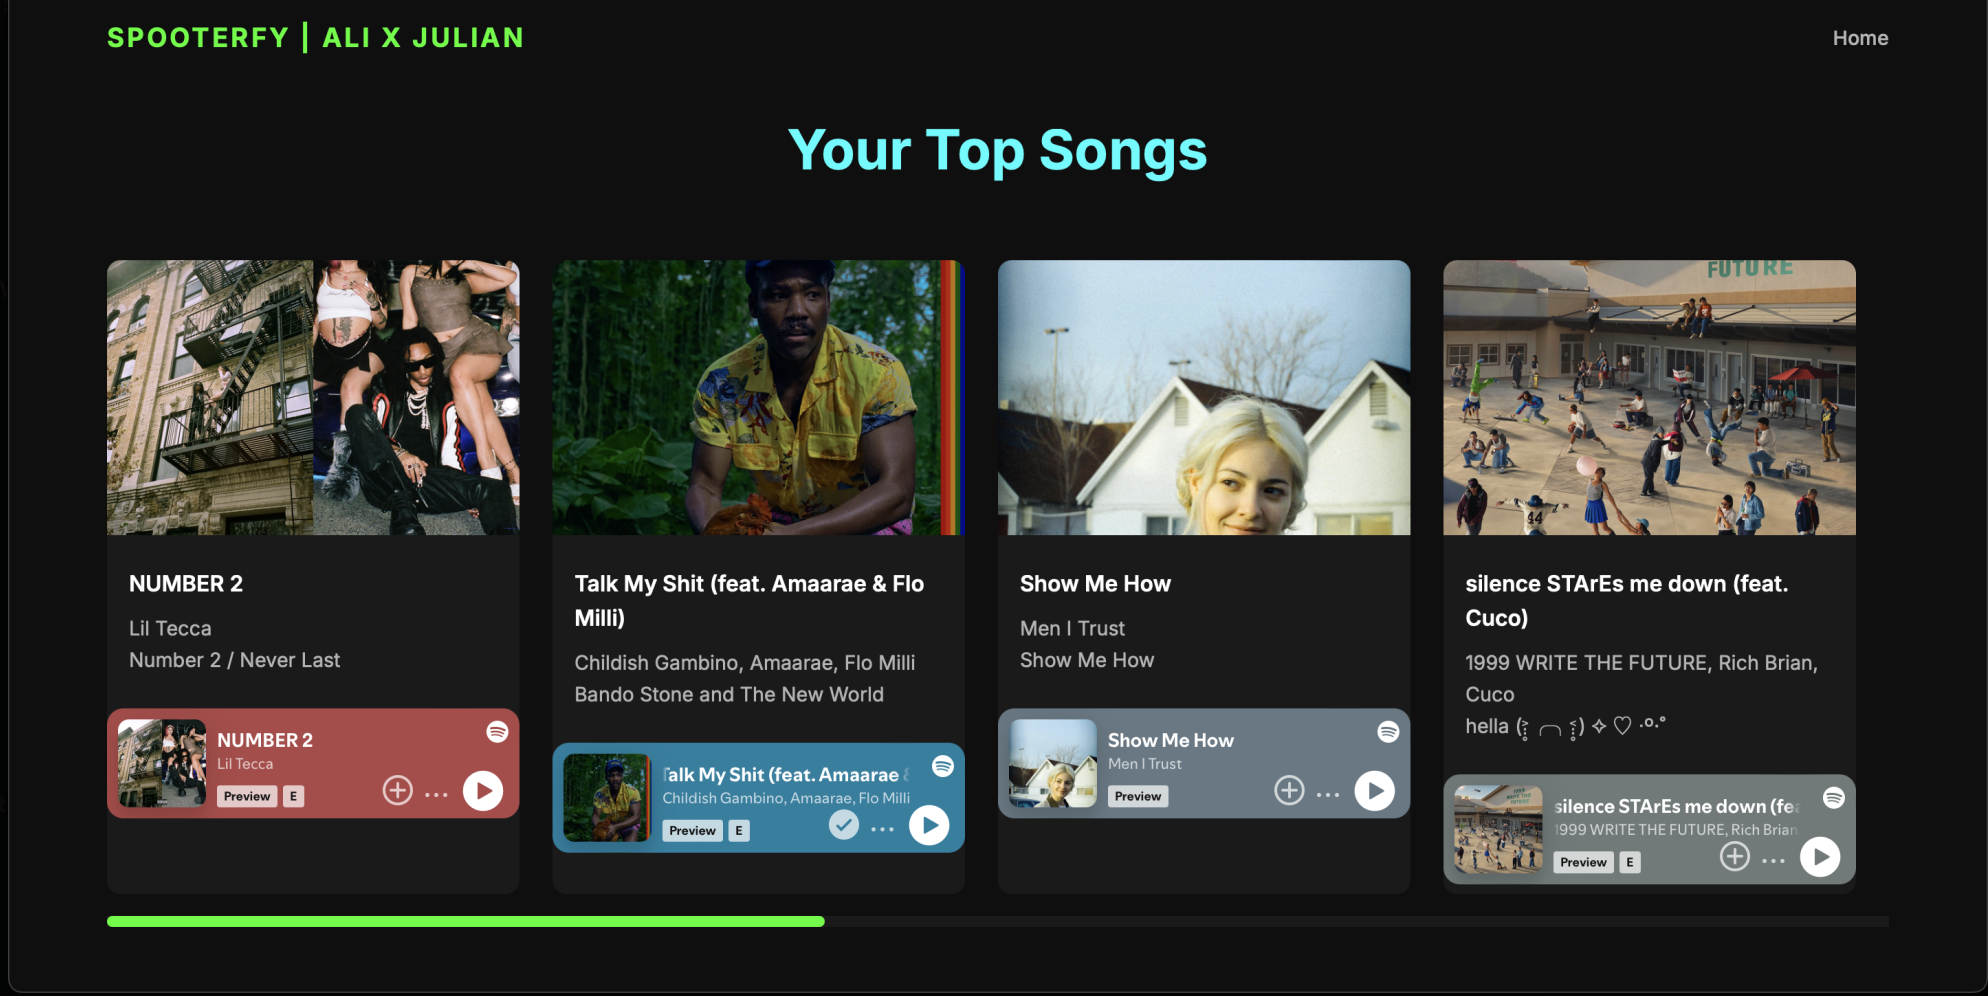 SPOOTERFY | ALI X JULIAN
Home
Your Top Songs
FUTURE
44
NUMBER 2
Lil Tecca
Number 2 / Never Last
NUMBER 2
Lil Tecca
Preview E
Talk My Shit (feat. Amaarae & Flo
Milli)
Childish Gambino, Amaarae, Flo Milli
Bando Stone and The New World
Talk My Shit (feat. Amaarae &
Childish Gambino, Amaarae, Flo Milli
Preview E
Show Me How
Men I Trust
Show Me How
Show Me How
Men I Trust
Preview
silence STArEs me down (feat.
Cuco)
1999 WRITE THE FUTURE, Rich Brian,
Cuco
hella
silence STArEs me down (fea
1999 WRITE THE FUTURE, Rich Brian
Preview E